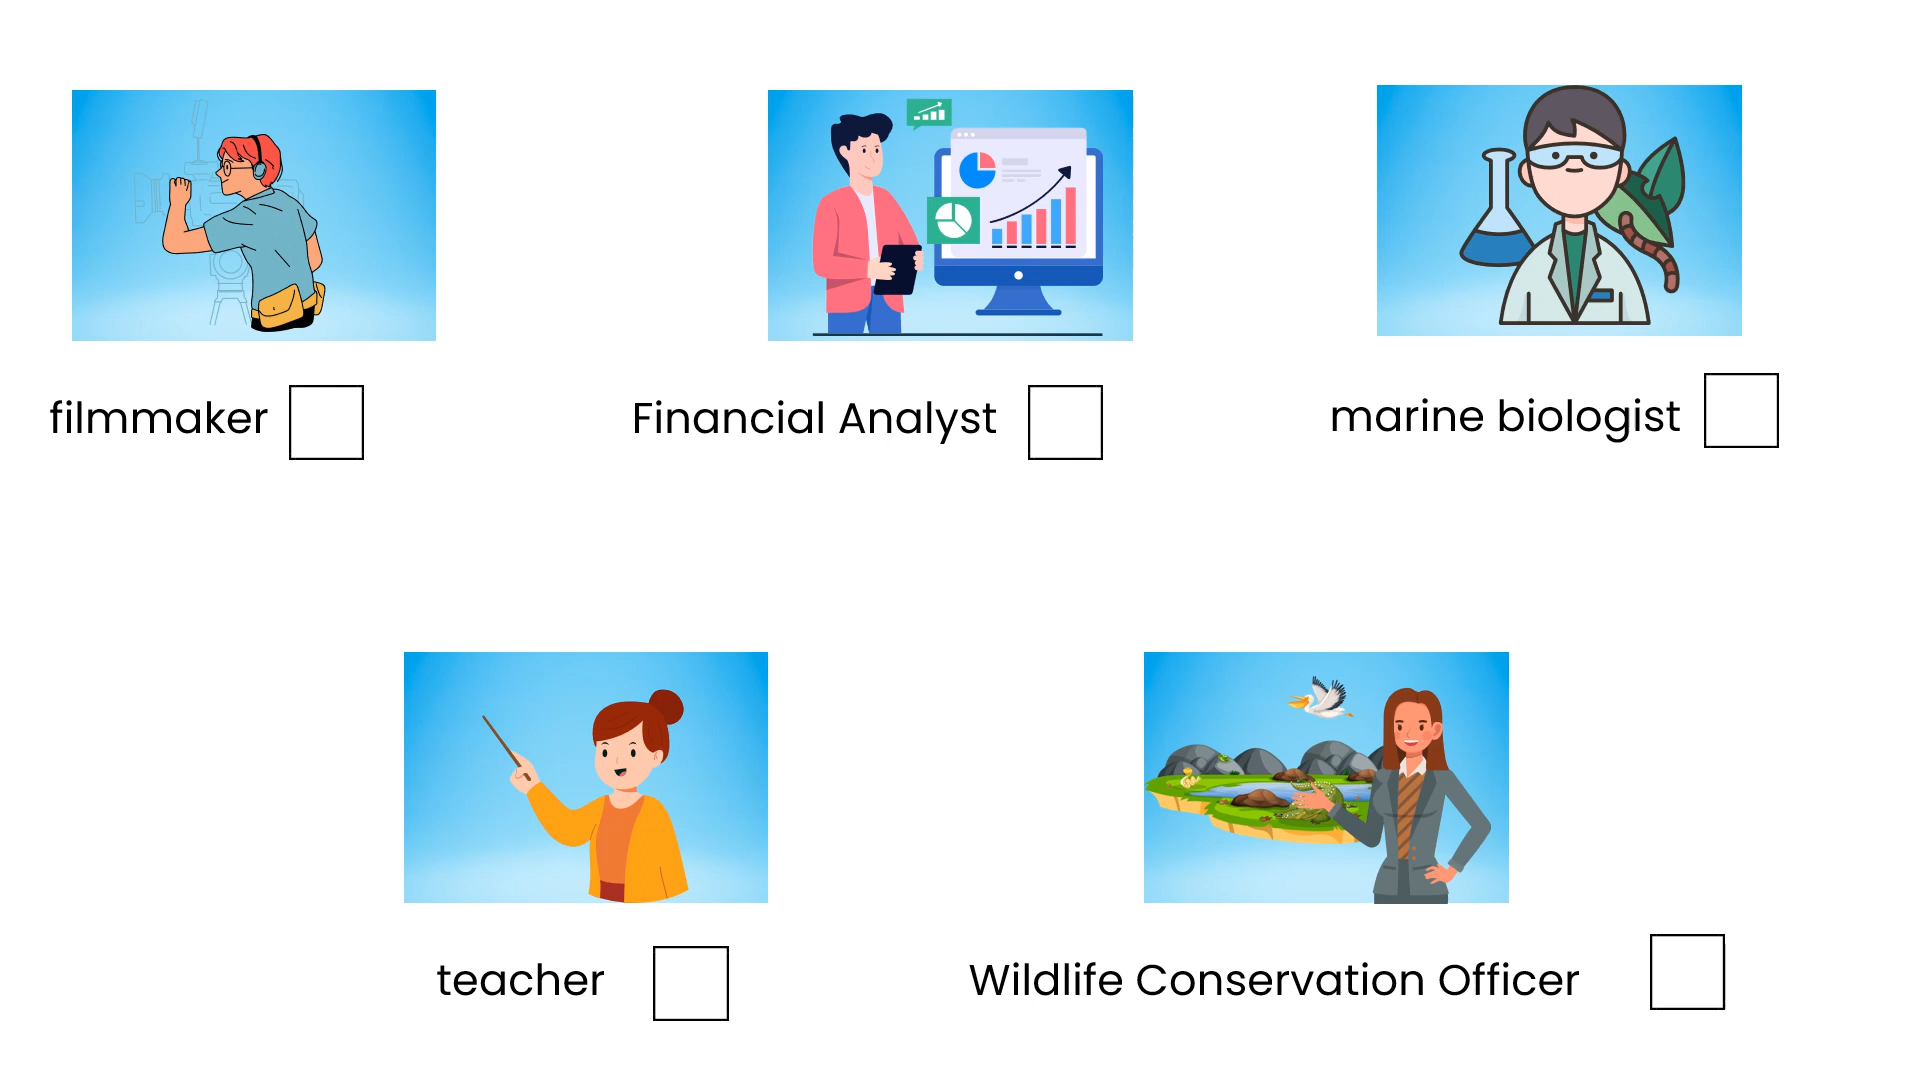 filmmaker
Financial Analyst
marine biologist
teacher
Wildlife Conservation Officer